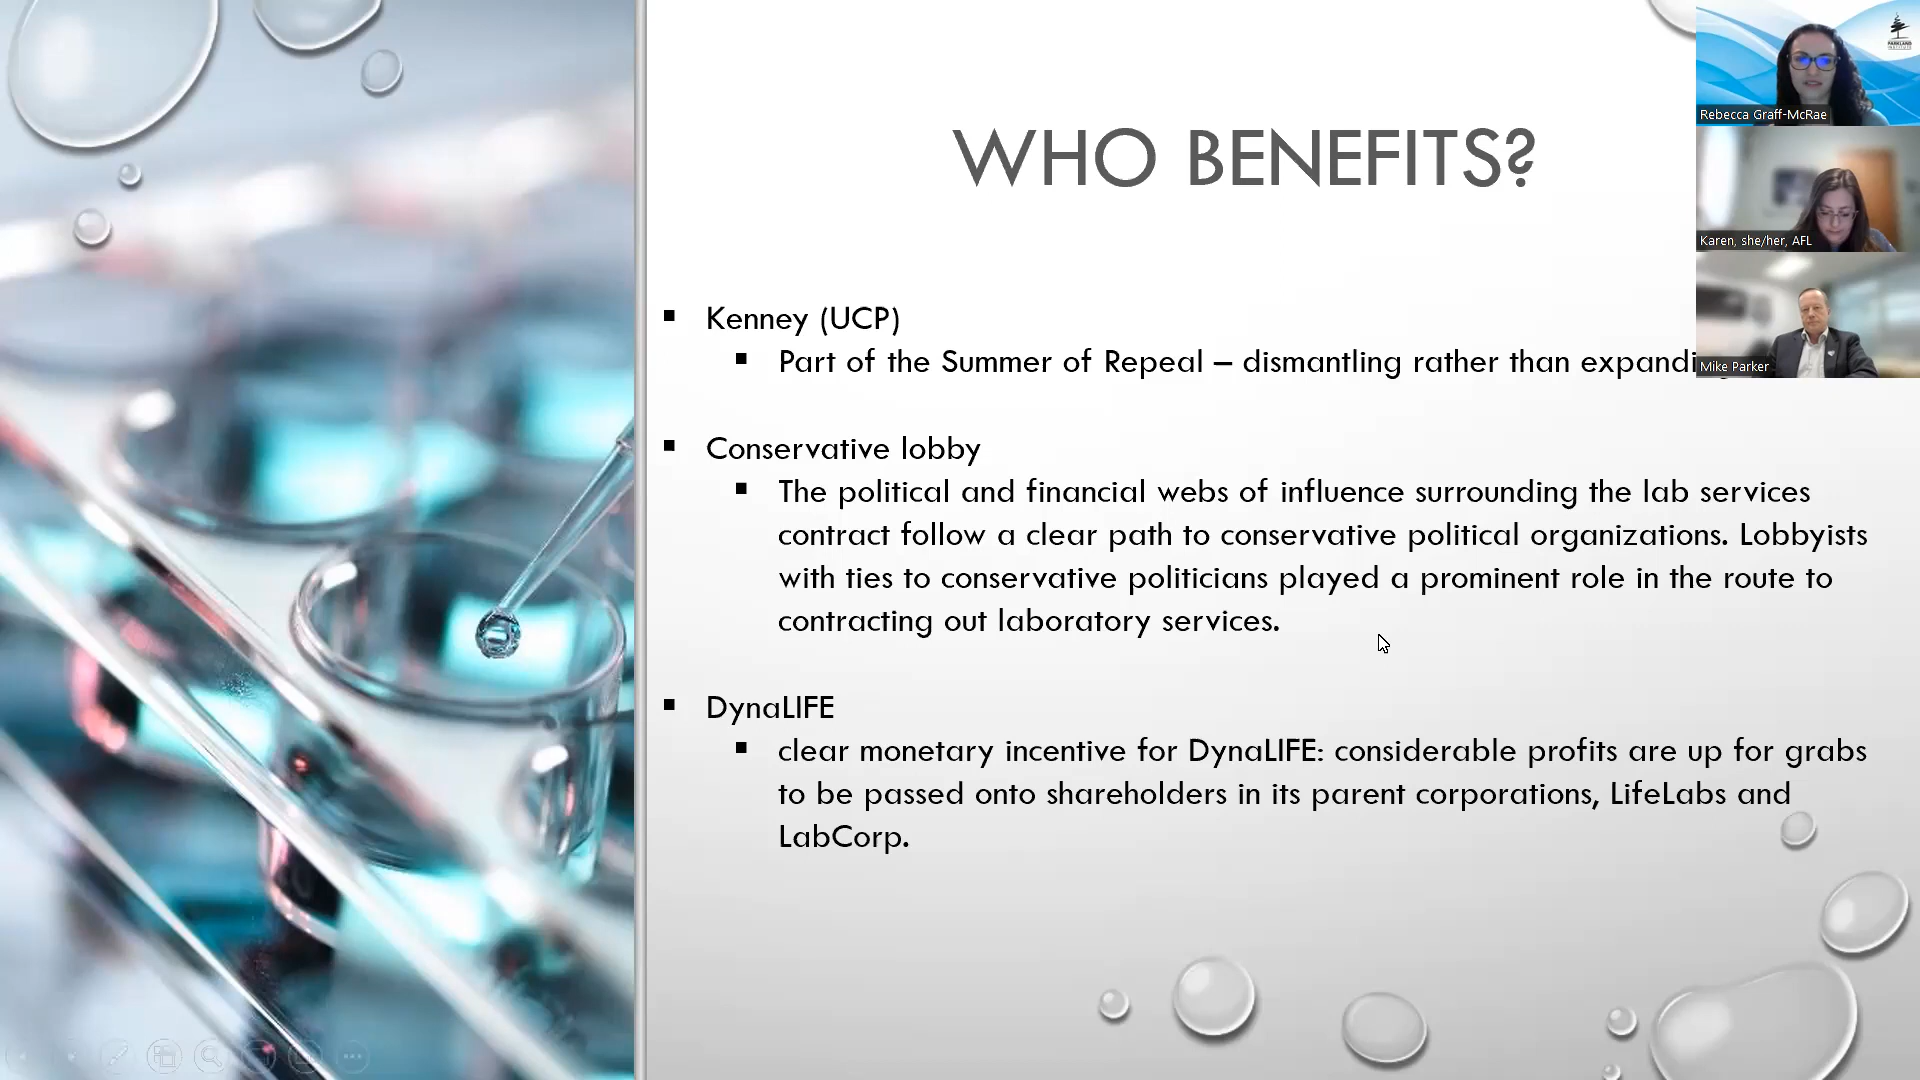 WHO BENEFITS?
▪ Kenney (UCP)
▪ Part of the Summer of Repeal – dismantling rather than
▪ Conservative lobby
▪ The political and financial webs of influence surrounding the lab services
contract follow a clear path to conservative political organizations. Lobbyists
with ties to conservative politicians played a prominent role in the route to
contracting out laboratory services.
▪ DynaLIFE
▪ clear monetary incentive for DynaLIFE: considerable profits are up for grabs
to be passed onto shareholders in its parent corporations, LifeLabs and
LabCorp.
Rebecca Graff-McRae
Karen, she/her, AFL
Mike Parker